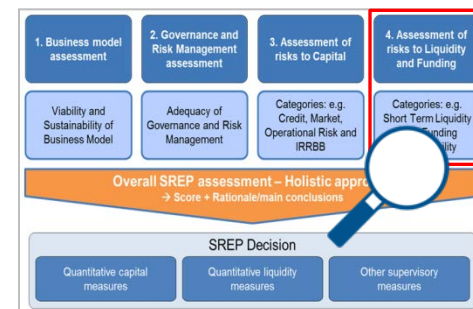 1. Business model
assessment
2. Governance and
Risk Management
assessment
3. Assessment of
risks to Capital
4. Assessment of
risks to Liquidity
and Funding
Viability and
Sustainability of
Business Model
Adequacy of
Governance and Risk
Management
Categories: e.g.
Credit, Market,
Operational Risk and
IRRBB
Categories: e.g.
Short Term Liquidity
Funding
Overall SREP assessment – Holistic
→ Score + Rationale/main conclusions
SREP Decision
Quantitative capital
measures
Quantitative liquidity
measures
Other supervisory
measures